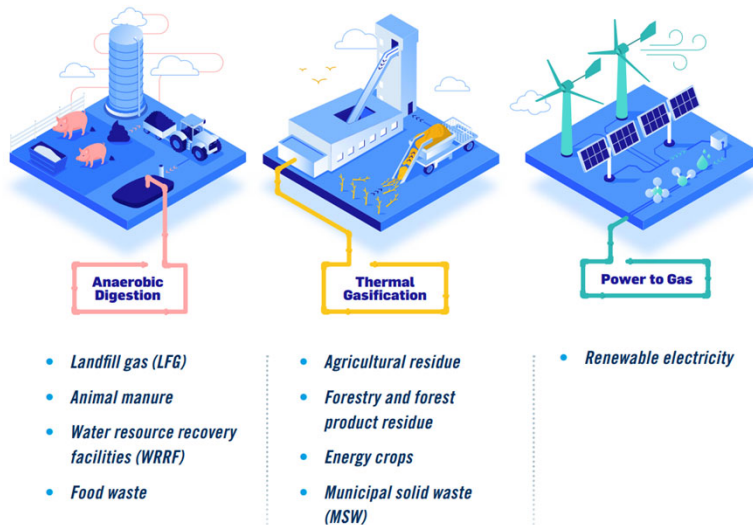 Anaerobic
Digestion
Thermal
Gasification
Power to Gas
• Landfill gas (LFG)
• Animal manure
• Water resource recovery
facilities (WRRF)
• Food waste
• Agricultural residue
• Forestry and forest
product residue
• Energy crops
• Municipal solid waste
(MSW)
• Renewable electricity